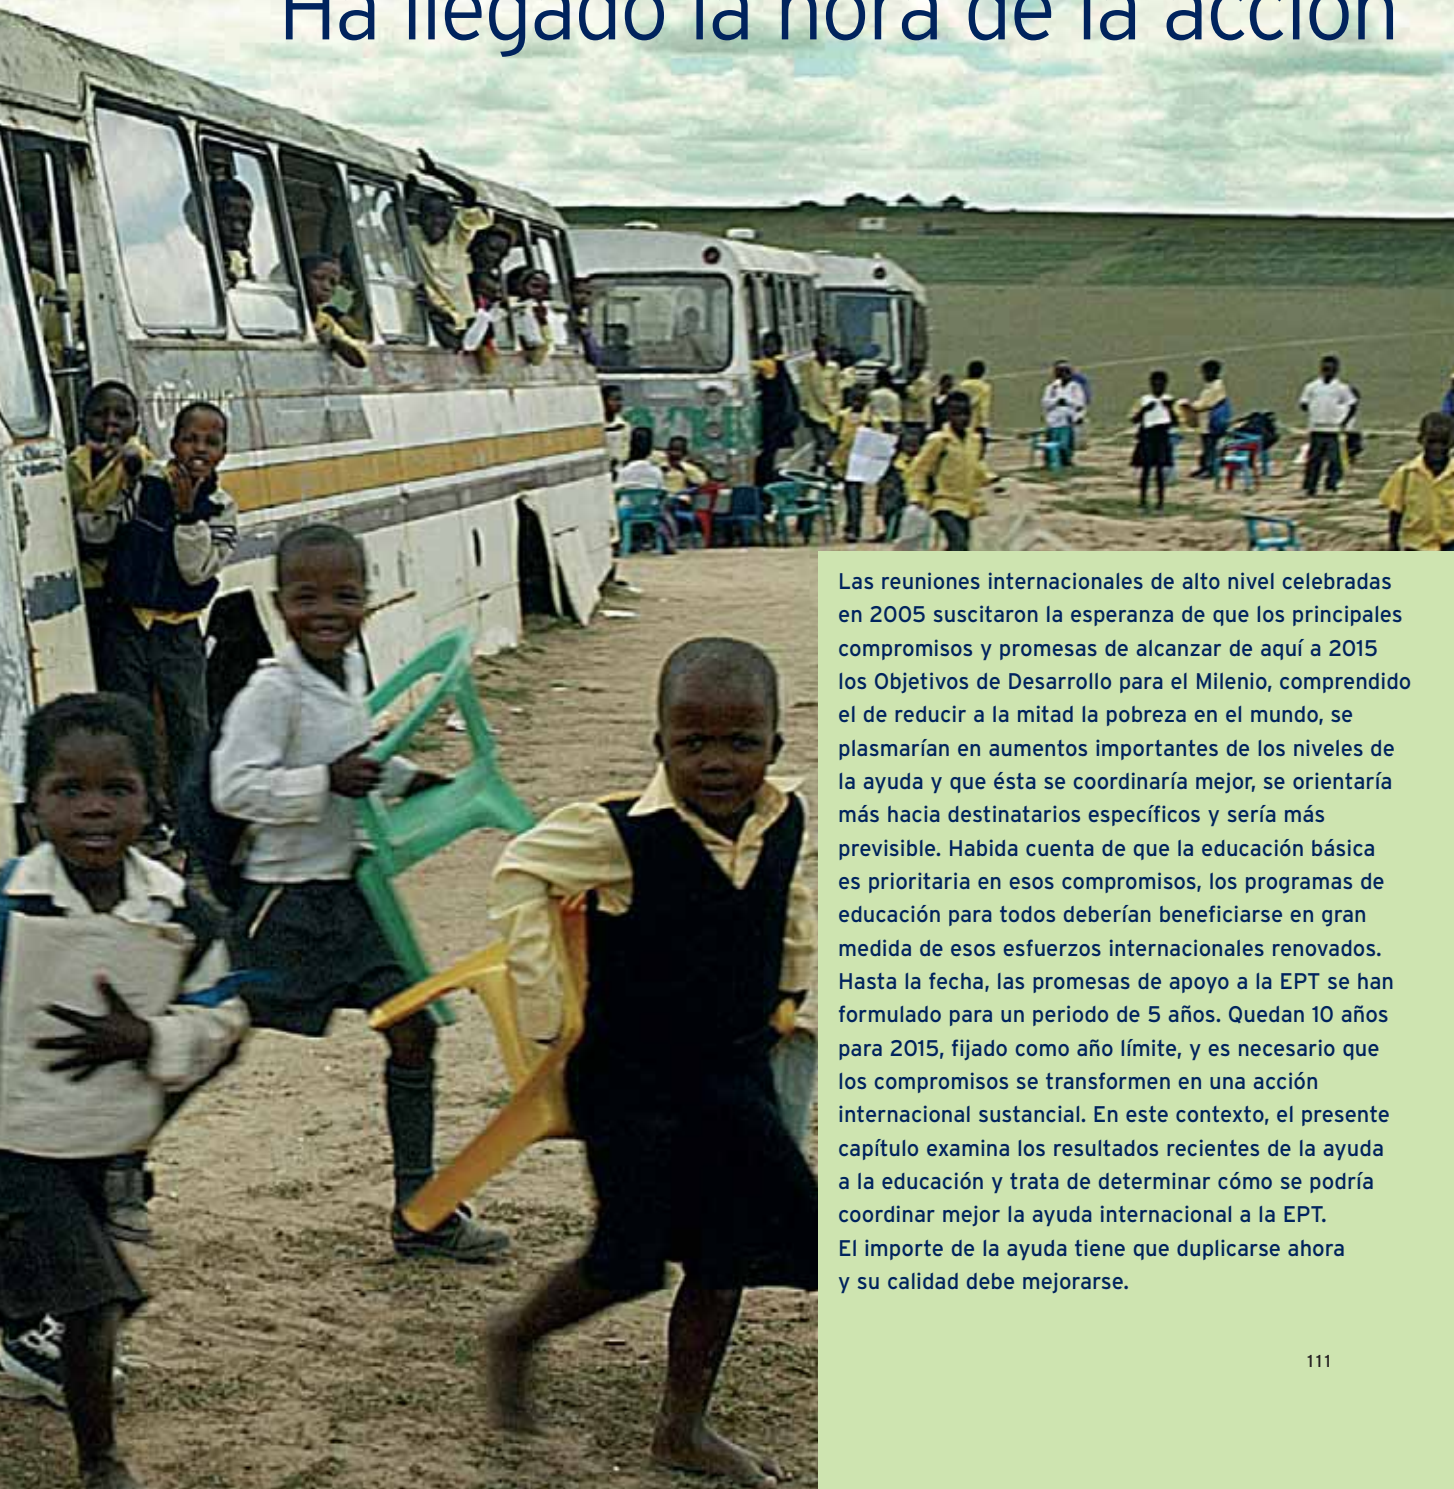 Ha llegado la hora de la acción
Las reuniones internacionales de alto nivel celebradas
en 2005 suscitaron la esperanza de que los principales
compromisos y promesas de alcanzar de aquí a 2015
los Objetivos de Desarrollo para el Milenio, comprendido
el de reducir a la mitad la pobreza en el mundo, se
plasmarían en aumentos importantes de los niveles de
la ayuda y que ésta se coordinaría mejor, se orientaría
más hacia destinatarios específicos y sería más
previsible. Habida cuenta de que la educación básica
es prioritaria en esos compromisos, los programas de
educación para todos deberían beneficiarse en gran
medida de esos esfuerzos internacionales renovados.
Hasta la fecha, las promesas de apoyo a la EPT se han
formulado para un periodo de 5 años. Quedan 10 años
para 2015, fijado como año límite, y es necesario que
los compromisos se transformen en una acción
internacional sustancial. En este contexto, el presente
capítulo examina los resultados recientes de la ayuda
a la educación y trata de determinar cómo se podría
coordinar mejor la ayuda internacional a la EPT.
El importe de la ayuda tiene que duplicarse ahora
y su calidad debe mejorarse.
111